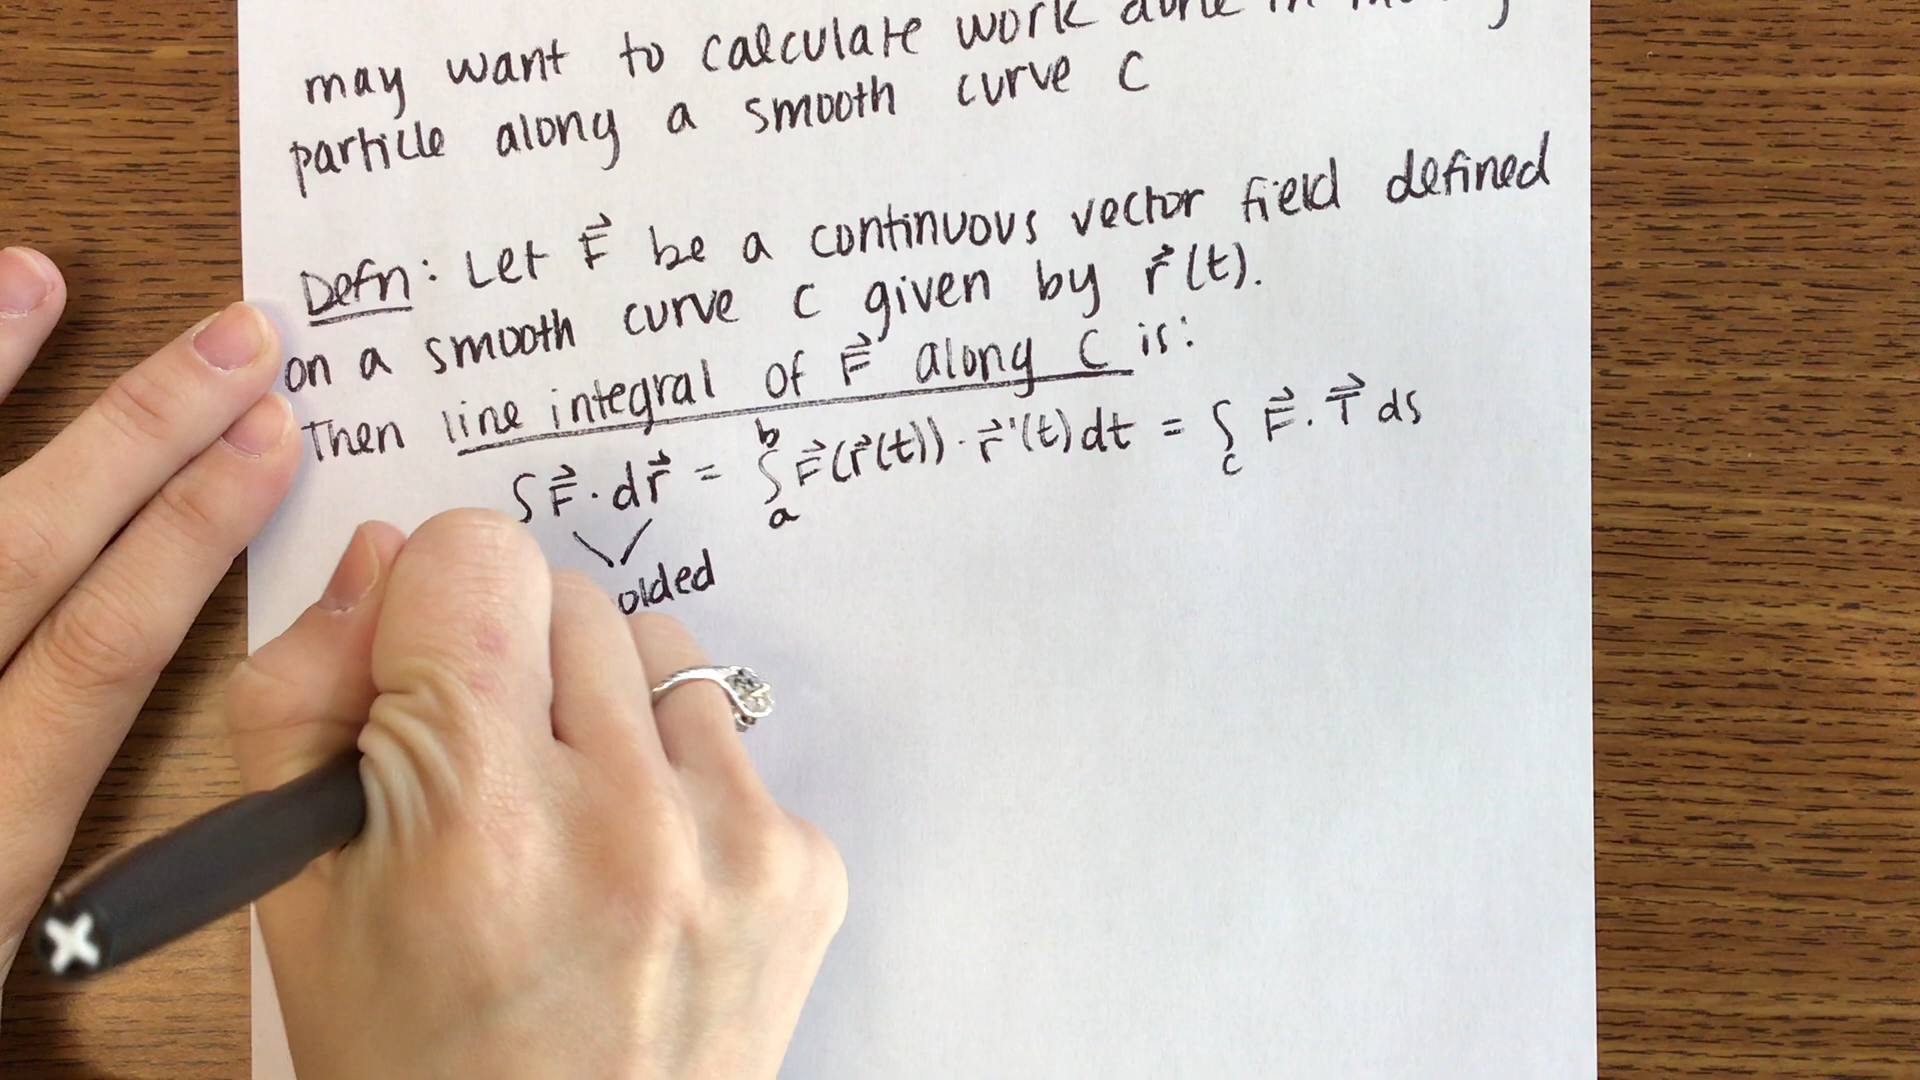 may want to calculate work done in
particle along a smooth curve C
Defn: Let F⃗ be a continuous vector field defined
on a smooth curve C given by r⃗(t).
Then line integral of F⃗ along C is:
∫F⃗·dr⃗ = ∫ₐᵇ F⃗(r⃗(t))·r⃗'(t)dt = ∫_C F⃗·T⃗ ds
olded